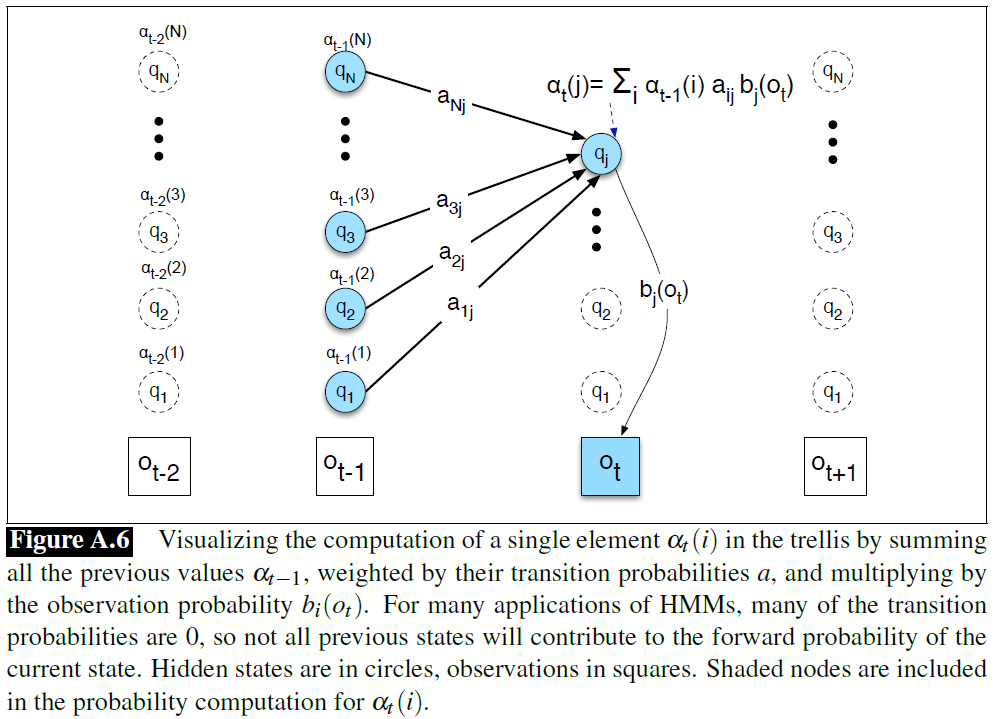 αt-2(N) αt-1(N)
qN qN αt(j)= Σi αt-1(i) aij bj(ot) qN
aNj
qj
αt-2(3) αt-1(3)
a3j
q3 q3 q3
αt-2(2) αt-1(2)
a2j
bj(ot)
q2 q2 a1j q2 q2
αt-2(1) αt-1(1)
q1 q1 q1 q1
ot-2 ot-1 ot ot+1
Figure A.6 Visualizing the computation of a single element αt(i) in the trellis by summing
all the previous values αt−1, weighted by their transition probabilities a, and multiplying by
the observation probability bi(ot). For many applications of HMMs, many of the transition
probabilities are 0, so not all previous states will contribute to the forward probability of the
current state. Hidden states are in circles, observations in squares. Shaded nodes are included
in the probability computation for αt(i).